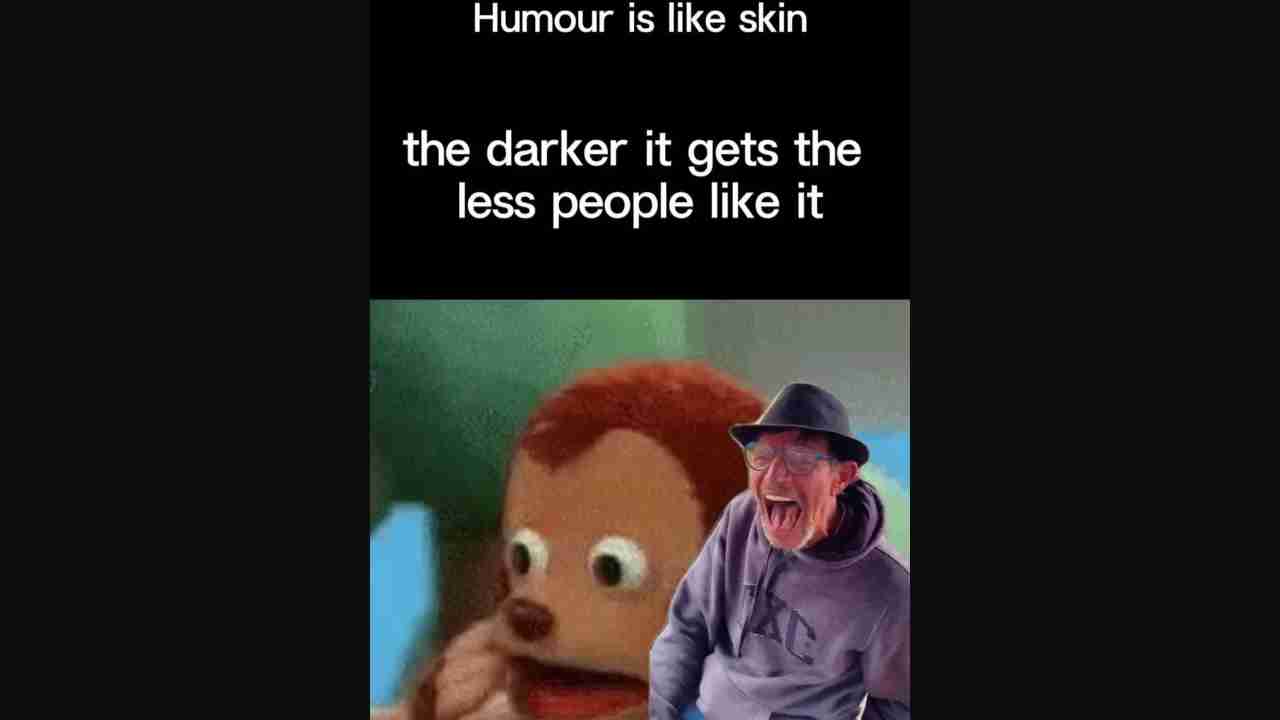 Humour is like skin
the darker it gets the
less people like it